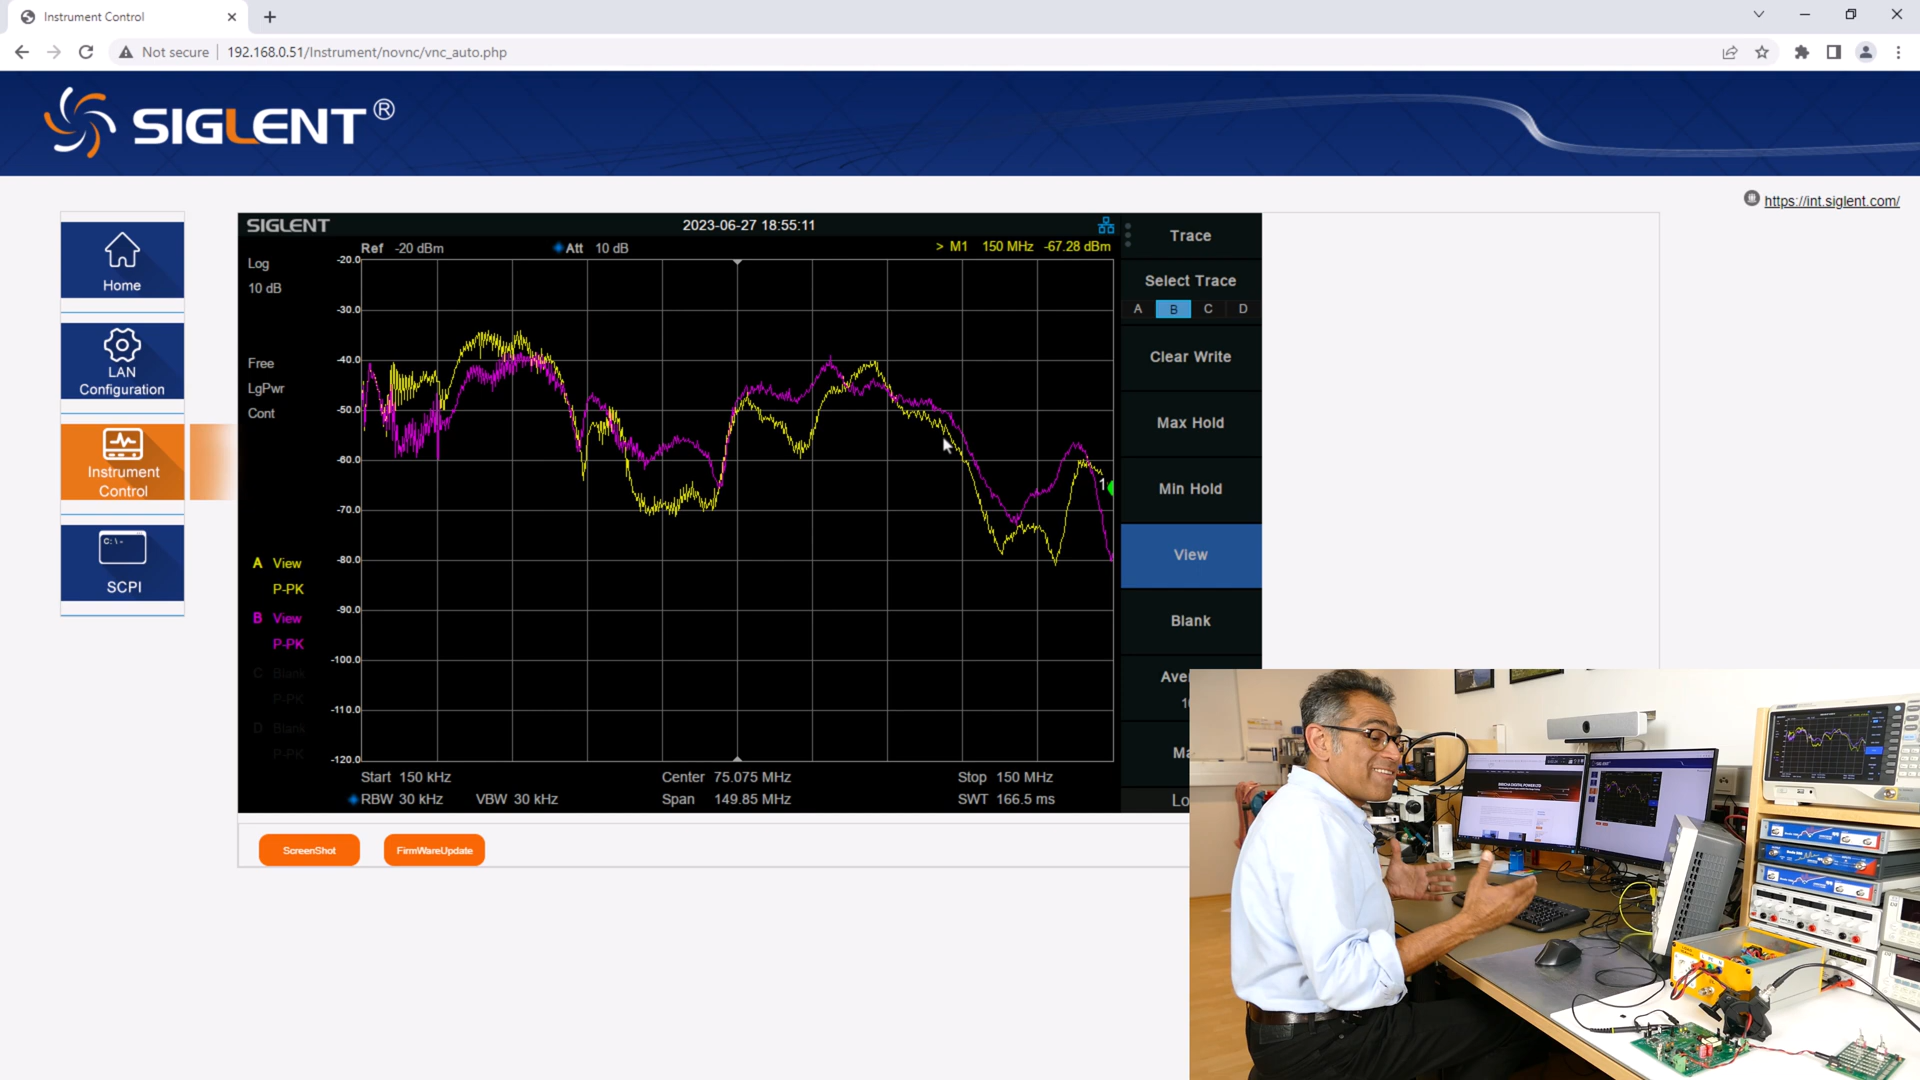 Instrument Control
Not secure
192.168.0.51/Instrument/novnc/vnc_auto.php
SIGLENT®
https://int.siglent.com/
Home
LAN
Configuration
Instrument
Control
C:\-
SCPI
SIGLENT
2023-06-27 18:55:11
Ref -20 dBm
Att 10 dB
> M1 150 MHz -67.28 dBm
Log
10 dB
Free
LgPwr
Cont
A View
P-PK
B View
P-PK
C Blank
P-PK
D Blank
P-PK
-20.0
-30.0
-40.0
-50.0
-60.0
-70.0
-80.0
-90.0
-100.0
-110.0
-120.0
1
Start 150 kHz
Center 75.075 MHz
Stop 150 MHz
RBW 30 kHz
VBW 30 kHz
Span 149.85 MHz
SWT 166.5 ms
Trace
Select Trace
A B C D
Clear Write
Max Hold
Min Hold
View
Blank
ScreenShot
FirmWareUpdate